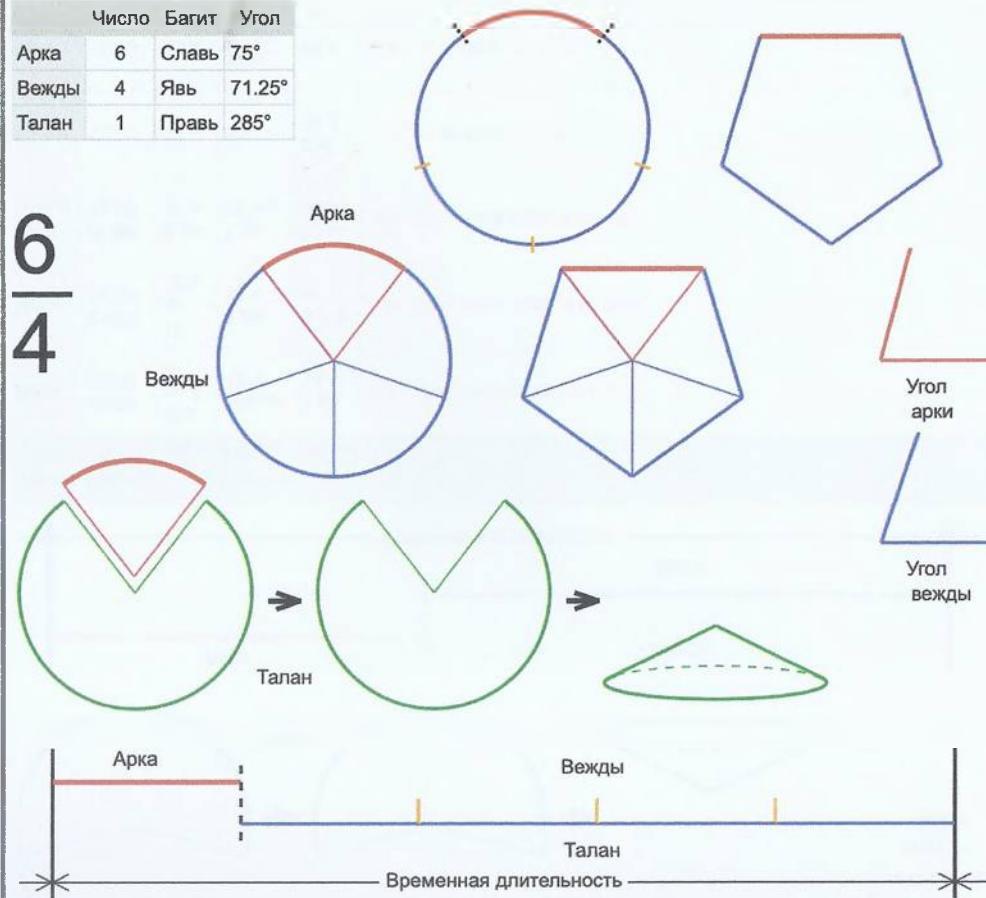 Число Багит Угол
Арка 6 Славь 75°
Вежды 4 Явь 71.25°
Талан 1 Правь 285°
6
4
Арка
Вежды
Угол
арки
Угол
вежды
Талан
Арка
Вежды
Талан
Временная длительность